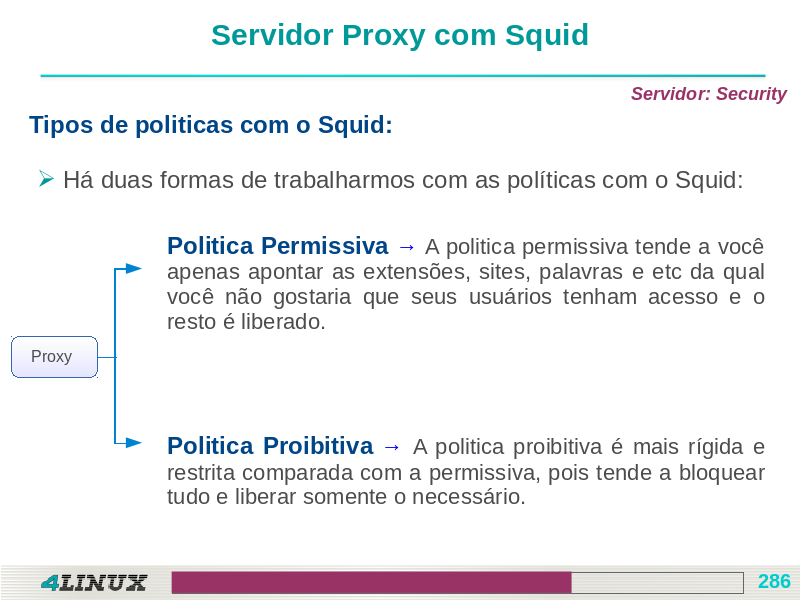 Servidor Proxy com Squid
Servidor: Security
Tipos de politicas com o Squid:
Há duas formas de trabalharmos com as políticas com o Squid:
Politica Permissiva → A politica permissiva tende a você
apenas apontar as extensões, sites, palavras e etc da qual
você não gostaria que seus usuários tenham acesso e o
resto é liberado.
Proxy
Politica Proibitiva → A politica proibitiva é mais rígida e
restrita comparada com a permissiva, pois tende a bloquear
tudo e liberar somente o necessário.
4LINUX
286